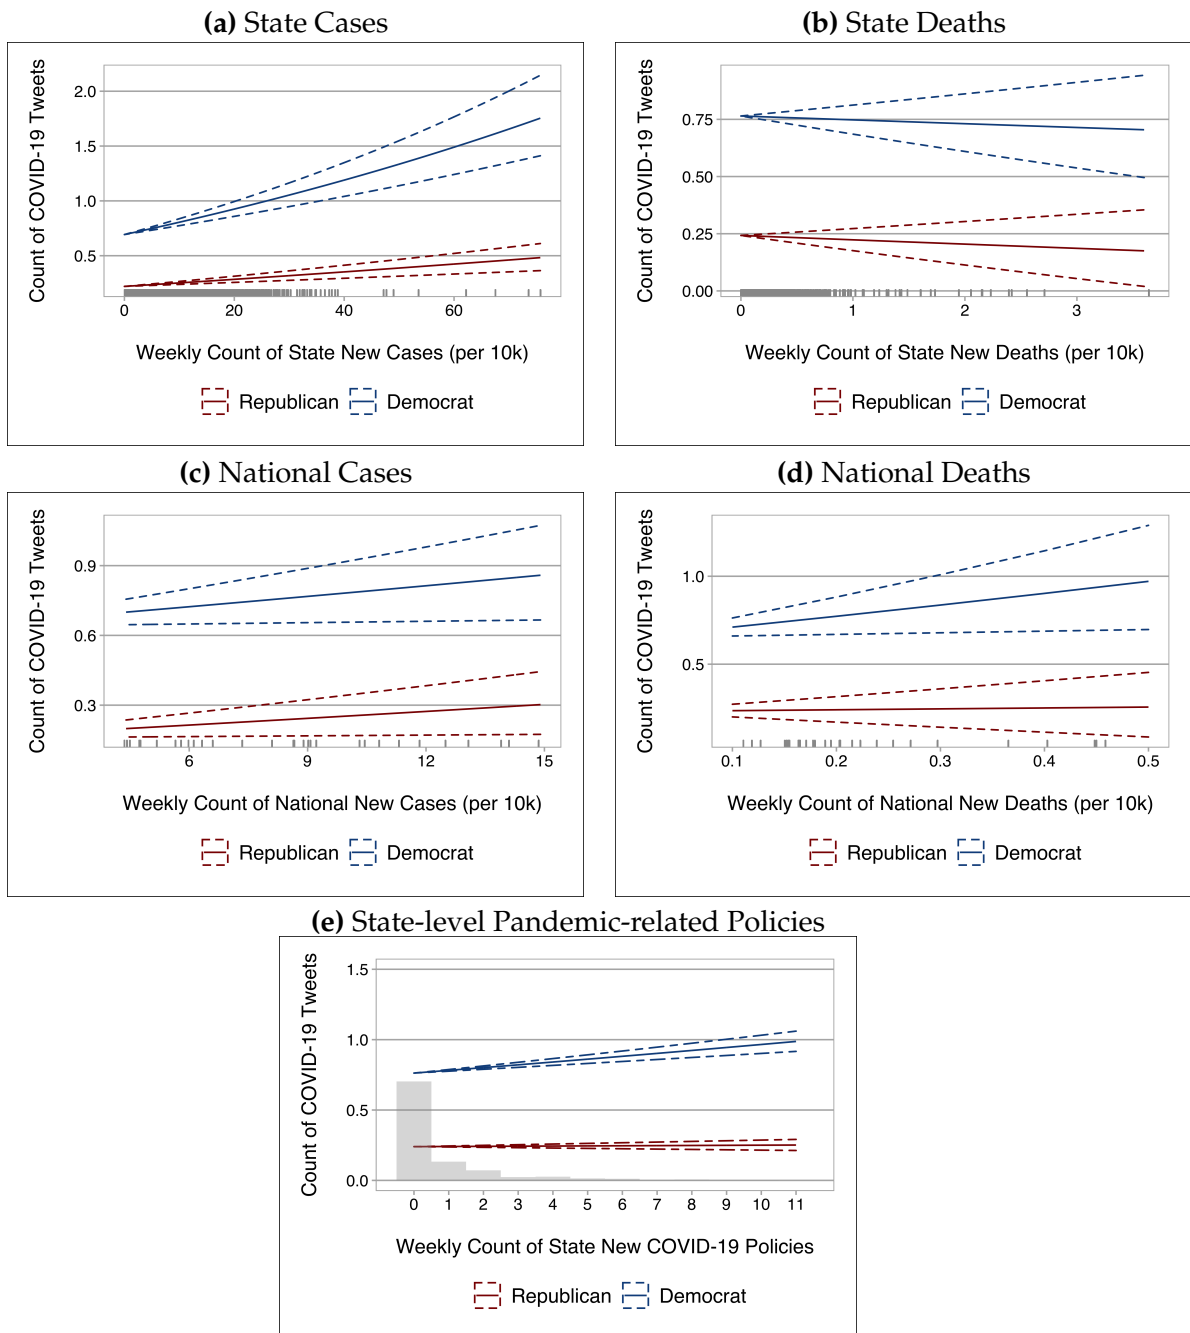 (a) State Cases
Count of COVID-19 Tweets
2.0
1.5
1.0
0.5
0 20 40 60
Weekly Count of State New Cases (per 10k)
Republican Democrat
(b) State Deaths
Count of COVID-19 Tweets
0.75
0.50
0.25
0.00
0 1 2 3
Weekly Count of State New Deaths (per 10k)
Republican Democrat
(c) National Cases
Count of COVID-19 Tweets
0.9
0.6
0.3
6 9 12 15
Weekly Count of National New Cases (per 10k)
Republican Democrat
(d) National Deaths
Count of COVID-19 Tweets
1.0
0.5
0.1 0.2 0.3 0.4 0.5
Weekly Count of National New Deaths (per 10k)
Republican Democrat
(e) State-level Pandemic-related Policies
Count of COVID-19 Tweets
1.5
1.0
0.5
0.0
0 1 2 3 4 5 6 7 8 9 10 11
Weekly Count of State New COVID-19 Policies
Republican Democrat